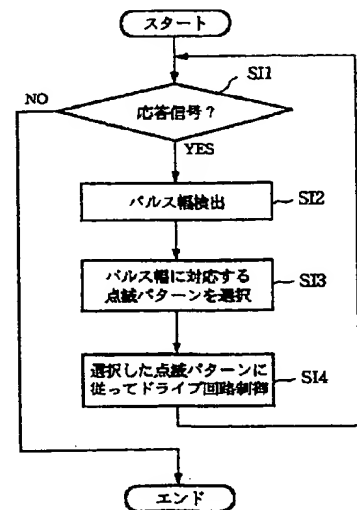 スタート
SI1
NO
応答信号？
YES
パルス幅検出
SI2
パルス幅に対応する
点紙パターンを選択
SI3
選択した点紙パターンに
従ってドライブ回路制御
SI4
エンド